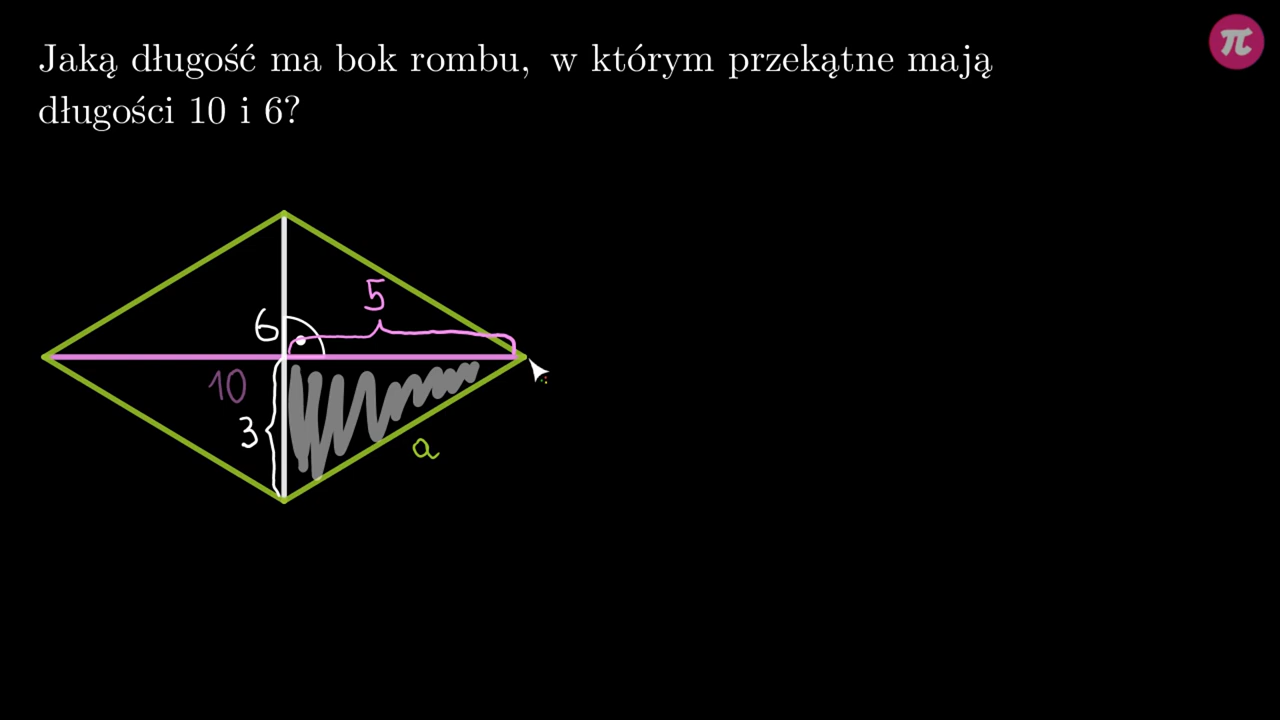 Jaką długość ma bok rombu, w którym przekątne mają
długości 10 i 6?
π
5
6
10
3
a